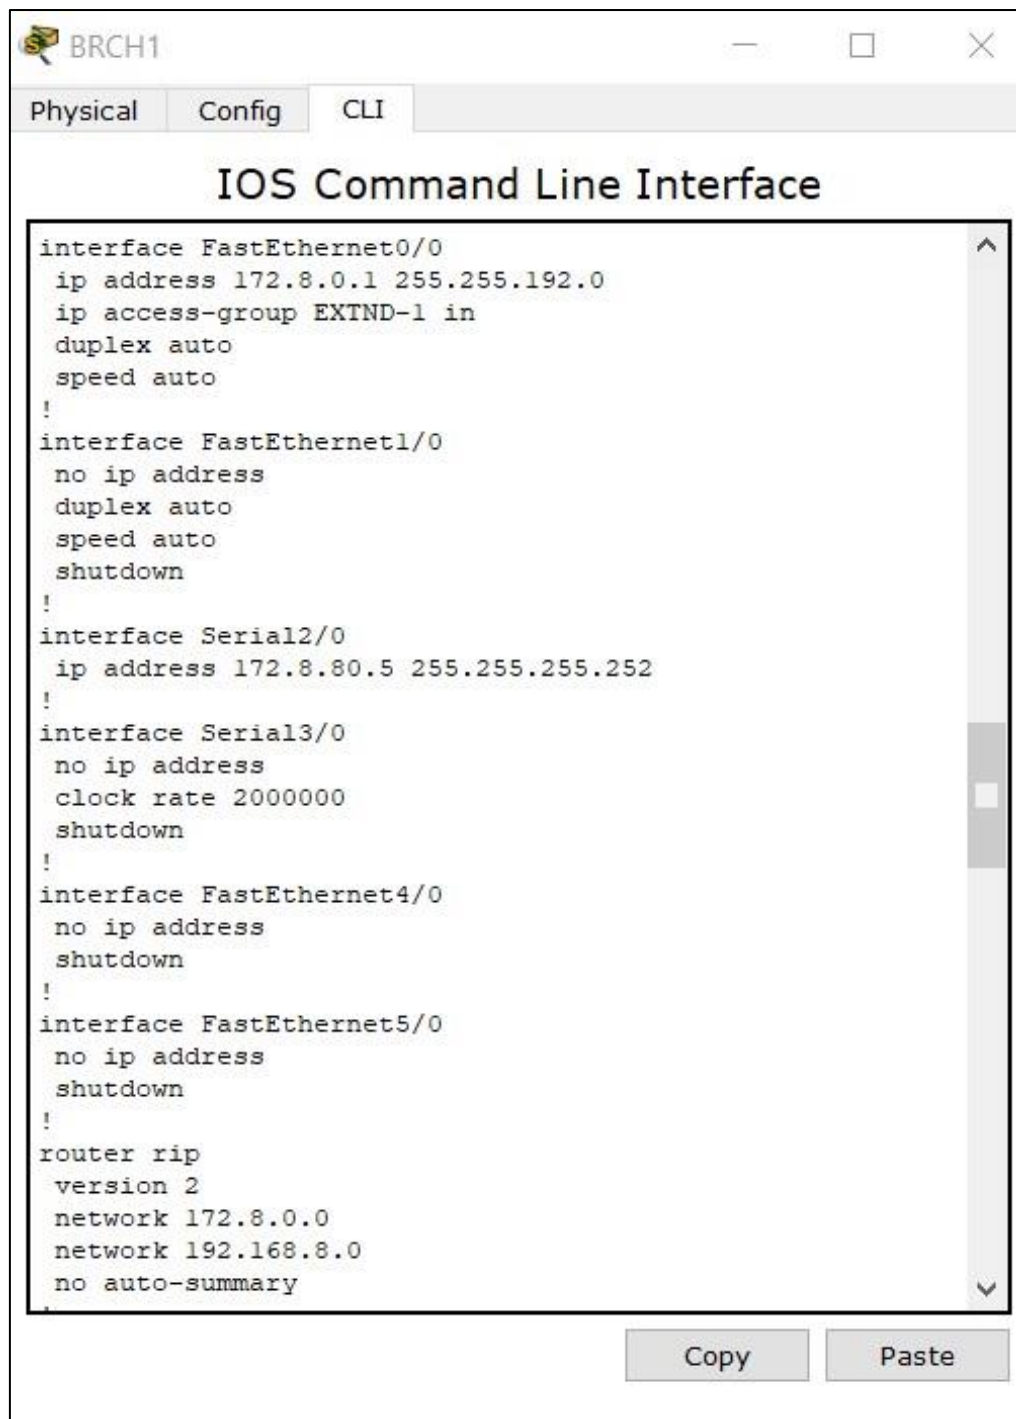 BRCH1
Physical Config CLI
IOS Command Line Interface
interface FastEthernet0/0
ip address 172.8.0.1 255.255.192.0
ip access-group EXTND-1 in
duplex auto
speed auto
!
interface FastEthernet1/0
no ip address
duplex auto
speed auto
shutdown
!
interface Serial2/0
ip address 172.8.80.5 255.255.255.252
!
interface Serial3/0
no ip address
clock rate 2000000
shutdown
!
interface FastEthernet4/0
no ip address
shutdown
!
interface FastEthernet5/0
no ip address
shutdown
!
router rip
version 2
network 172.8.0.0
network 192.168.8.0
no auto-summary
Copy Paste